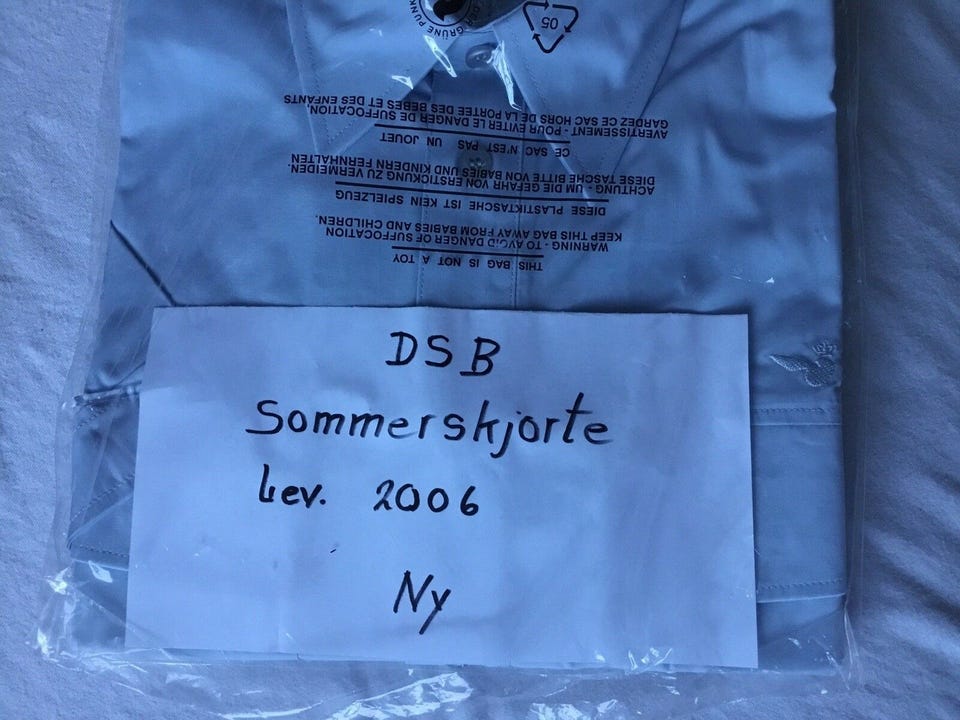 DER GRÜNE PUNKT
05
THIS BAG IS NOT A TOY
WARNING - TO AVOID DANGER OF SUFFOCATION
KEEP THIS BAG AWAY FROM BABIES AND CHILDREN.
DIESE PLASTIKTASCHE IST KEIN SPIELZEUG
ACHTUNG - UM DIE GEFAHR VON ERSTICKUNG ZU VERMEIDEN.
DIESE TASCHE BITTE VON BABIES UND KINDERN FERNHALTEN
CE SAC N'EST PAS UN JOUET
AVERTISSEMENT - POUR EVITER LE DANGER DE SUFFOCATION.
GARDEZ CE SAC HORS DE LA PORTEE DES BEBES ET DES ENFANTS
DSB
Sommerskjorte
Lev. 2006
Ny